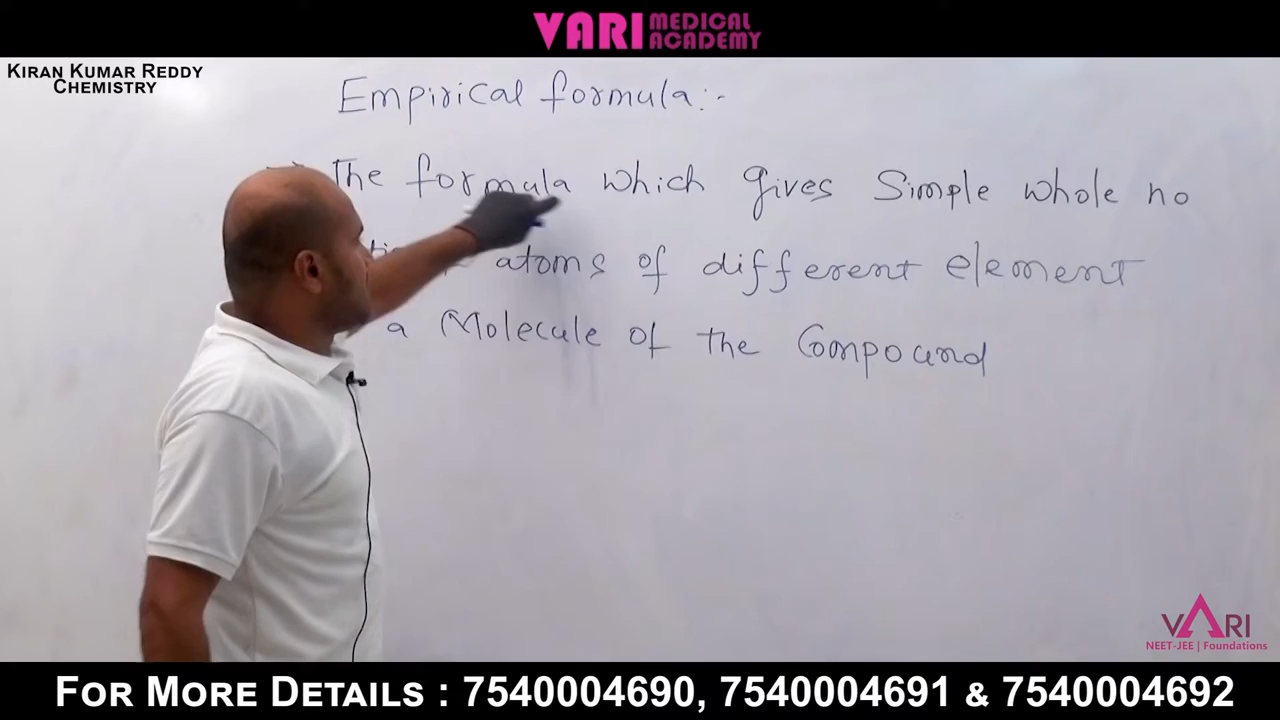 VARI MEDICAL ACADEMY
KIRAN KUMAR REDDY
CHEMISTRY
Empirical formula:-
The formula which gives Simple whole no
atoms of different element
a Molecule of the Compound
VARI
NEET-JEE | Foundations
FOR MORE DETAILS : 7540004690, 7540004691 & 7540004692